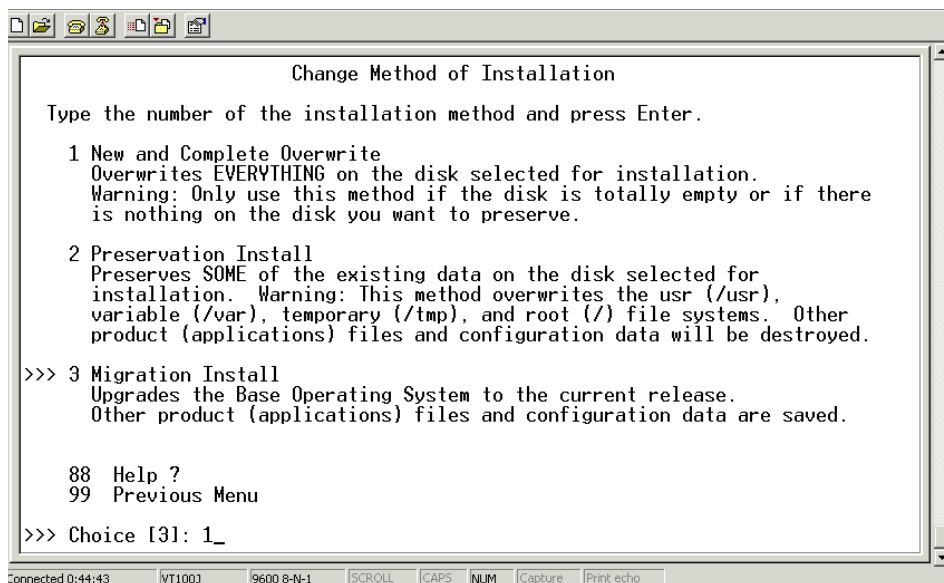 Change Method of Installation
Type the number of the installation method and press Enter.
1 New and Complete Overwrite
Overwrites EVERYTHING on the disk selected for installation.
Warning: Only use this method if the disk is totally empty or if there
is nothing on the disk you want to preserve.
2 Preservation Install
Preserves SOME of the existing data on the disk selected for
installation. Warning: This method overwrites the usr (/usr),
variable (/var), temporary (/tmp), and root (/) file systems. Other
product (applications) files and configuration data will be destroyed.
>>> 3 Migration Install
Upgrades the Base Operating System to the current release.
Other product (applications) files and configuration data are saved.
88 Help ?
99 Previous Menu
>>> Choice [3]: 1_
Connected 0:44:43 VT100J 9600 8-N-1 SCROLL CAPS NUM Capture Print echo